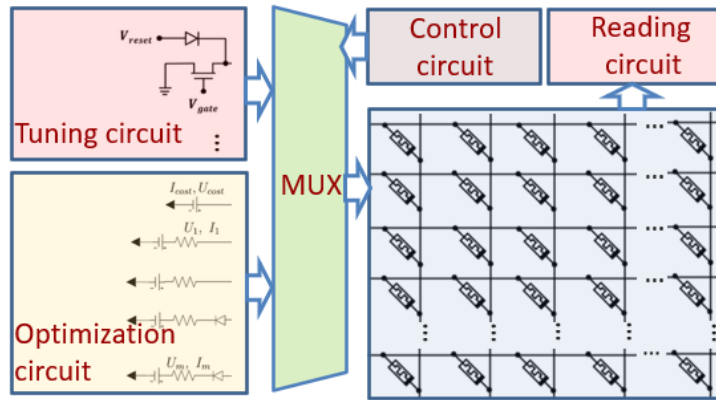 V_reset
V_gate
Tuning circuit
⋮
I_cost, U_cost
U_1, I_1
Optimization
circuit
U_m, I_m
MUX
Control
circuit
Reading
circuit
...
...
...
...
...
⋮ ⋮ ⋮ ⋮
...